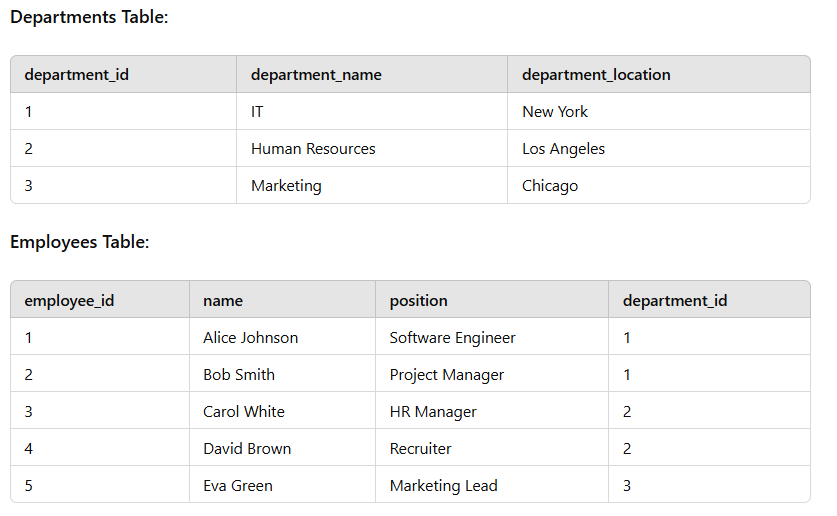 Departments Table:
department_id department_name department_location
1 IT New York
2 Human Resources Los Angeles
3 Marketing Chicago
Employees Table:
employee_id name position department_id
1 Alice Johnson Software Engineer 1
2 Bob Smith Project Manager 1
3 Carol White HR Manager 2
4 David Brown Recruiter 2
5 Eva Green Marketing Lead 3